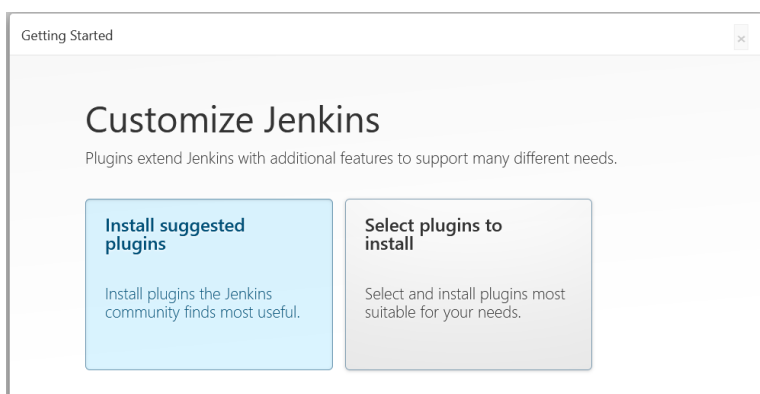 Getting Started
×
Customize Jenkins
Plugins extend Jenkins with additional features to support many different needs.
Install suggested
plugins
Install plugins the Jenkins
community finds most useful.
Select plugins to
install
Select and install plugins most
suitable for your needs.